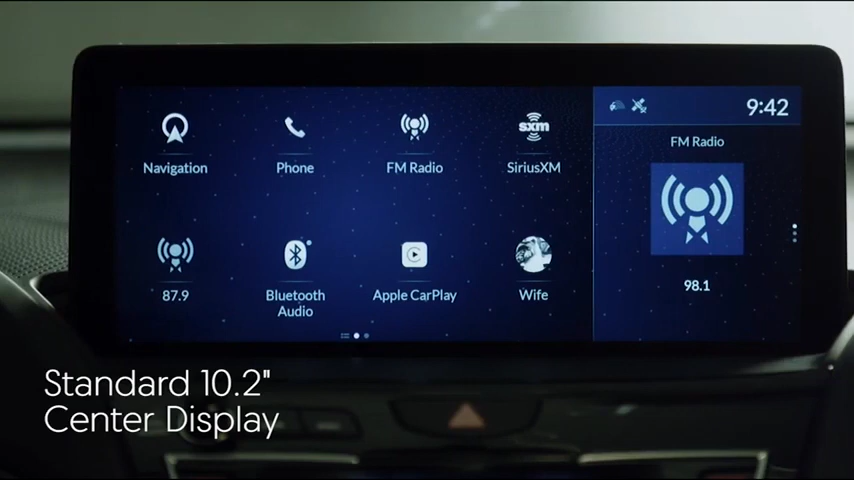 9:42
Navigation
Phone
FM Radio
sxm
SiriusXM
FM Radio
87.9
Bluetooth
Audio
Apple CarPlay
Wife
98.1
Standard 10.2"
Center Display